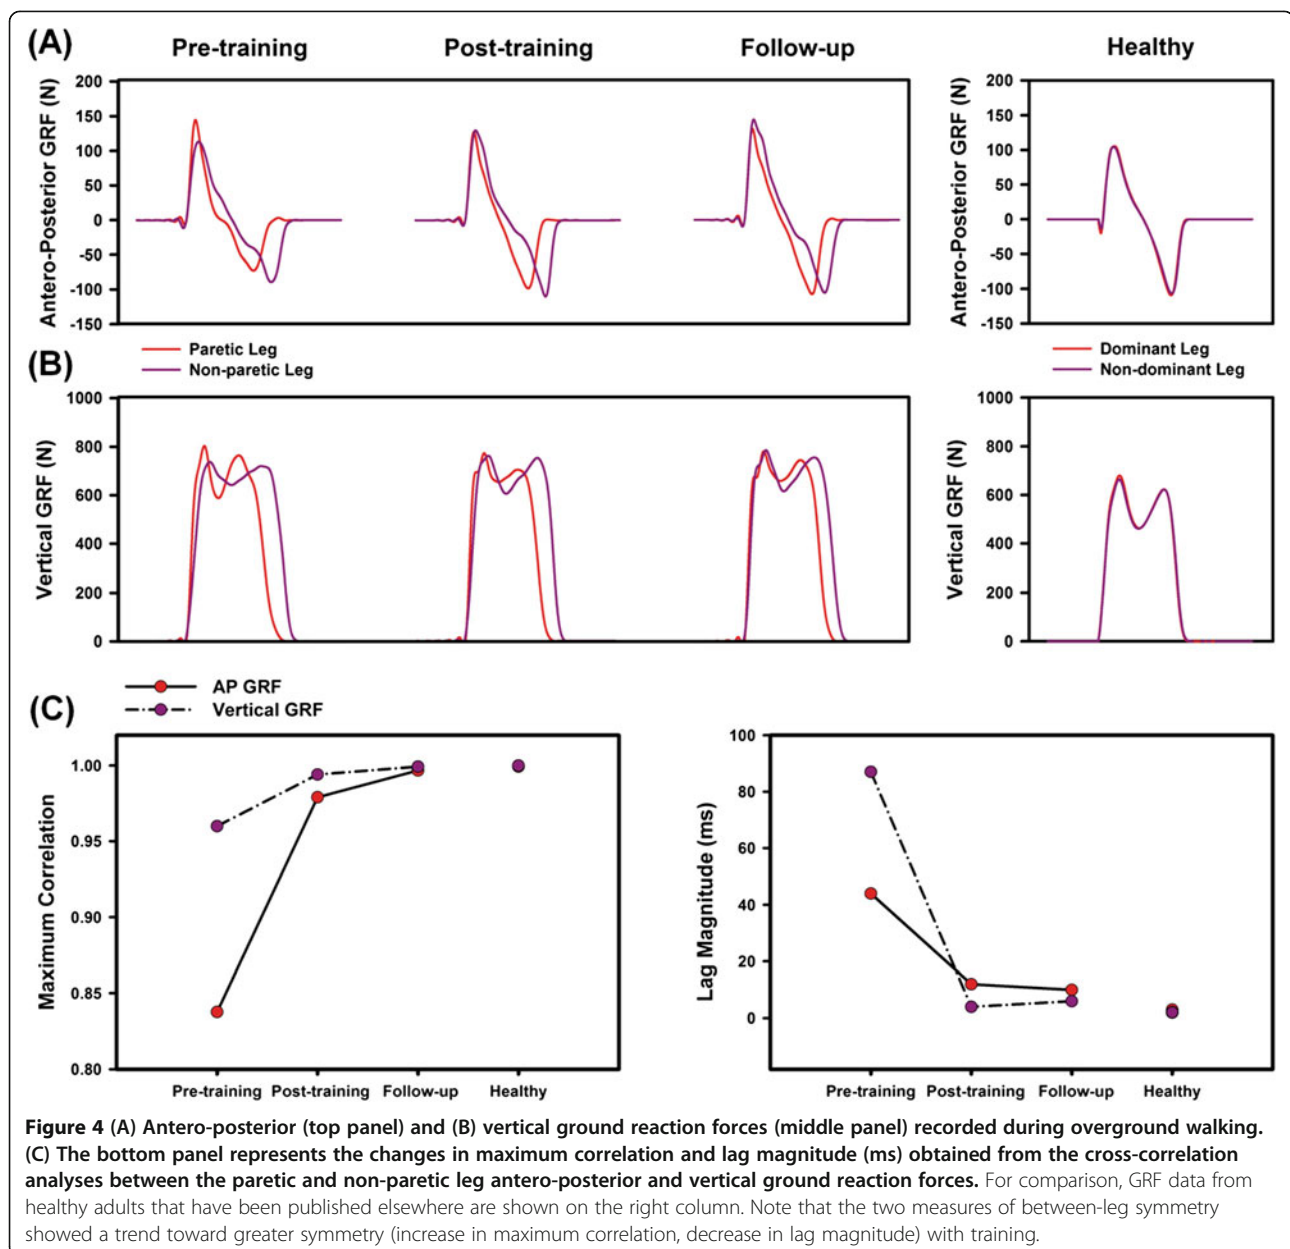 (A)
Pre-training Post-training Follow-up Healthy
Antero-Posterior GRF (N)
200
150
100
50
0
-50
-100
-150
Antero-Posterior GRF (N)
200
150
100
50
0
-50
-100
-150
Paretic Leg
Non-paretic Leg
Dominant Leg
Non-dominant Leg
(B)
Vertical GRF (N)
1000
800
600
400
200
0
Vertical GRF (N)
1000
800
600
400
200
0
AP GRF
Vertical GRF
(C)
Maximum Correlation
1.00
0.95
0.90
0.85
0.80
Pre-training Post-training Follow-up Healthy
Lag Magnitude (ms)
100
80
60
40
20
0
Pre-training Post-training Follow-up Healthy
Figure 4 (A) Antero-posterior (top panel) and (B) vertical ground reaction forces (middle panel) recorded during overground walking.
(C) The bottom panel represents the changes in maximum correlation and lag magnitude (ms) obtained from the cross-correlation
analyses between the paretic and non-paretic leg antero-posterior and vertical ground reaction forces. For comparison, GRF data from
healthy adults that have been published elsewhere are shown on the right column. Note that the two measures of between-leg symmetry
showed a trend toward greater symmetry (increase in maximum correlation, decrease in lag magnitude) with training.